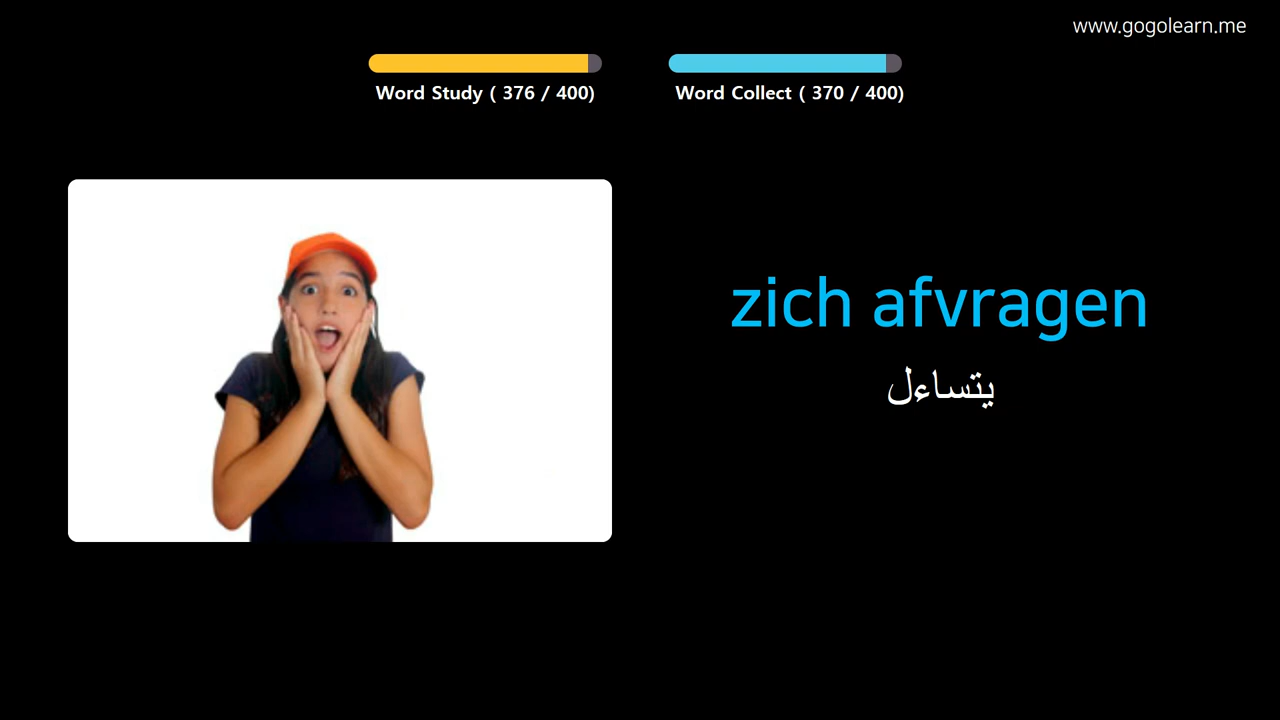 www.gogolearn.me
Word Study ( 376 / 400)
Word Collect ( 370 / 400)
zich afvragen
يتساءل